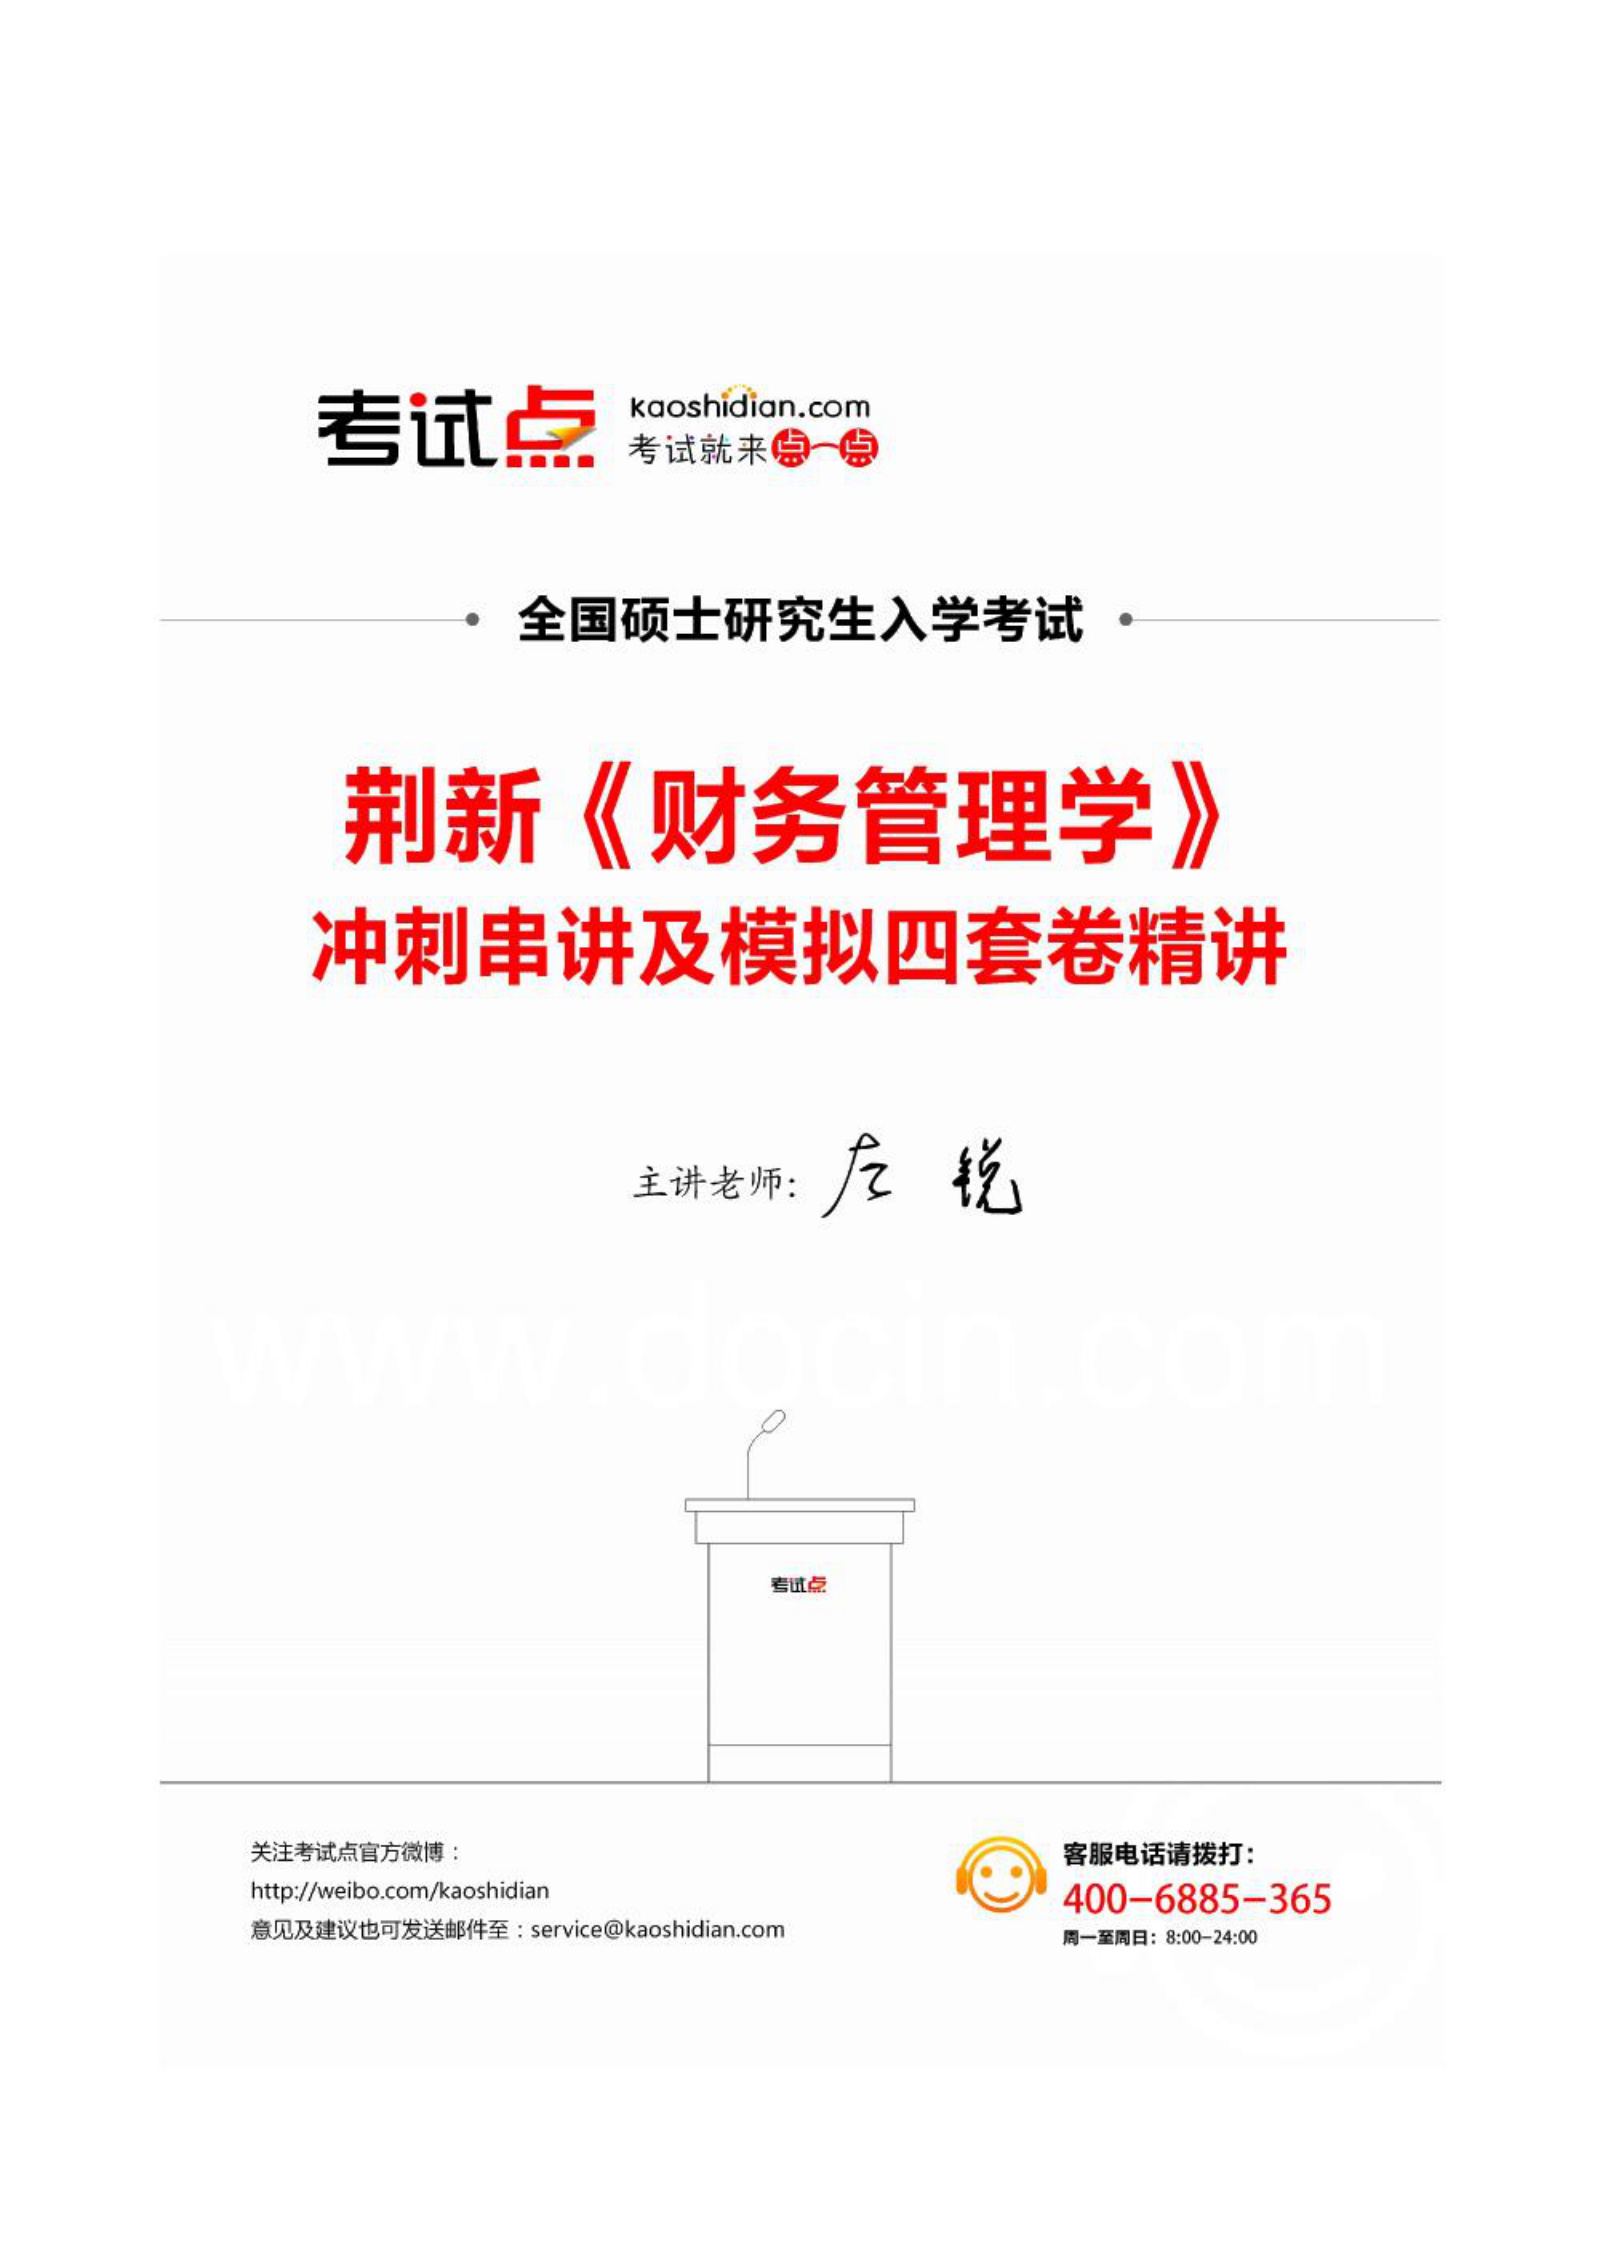 考试点 kaoshidian.com
考试就来点一点
全国硕士研究生入学考试
荆新《财务管理学》
冲刺串讲及模拟四套卷精讲
主讲老师: 左 锐
www.docin.com
考试点
关注考试点官方微博：
http://weibo.com/kaoshidian
意见及建议也可发送邮件至：service@kaoshidian.com
客服电话请拨打：
400-6885-365
周一至周日：8:00-24:00